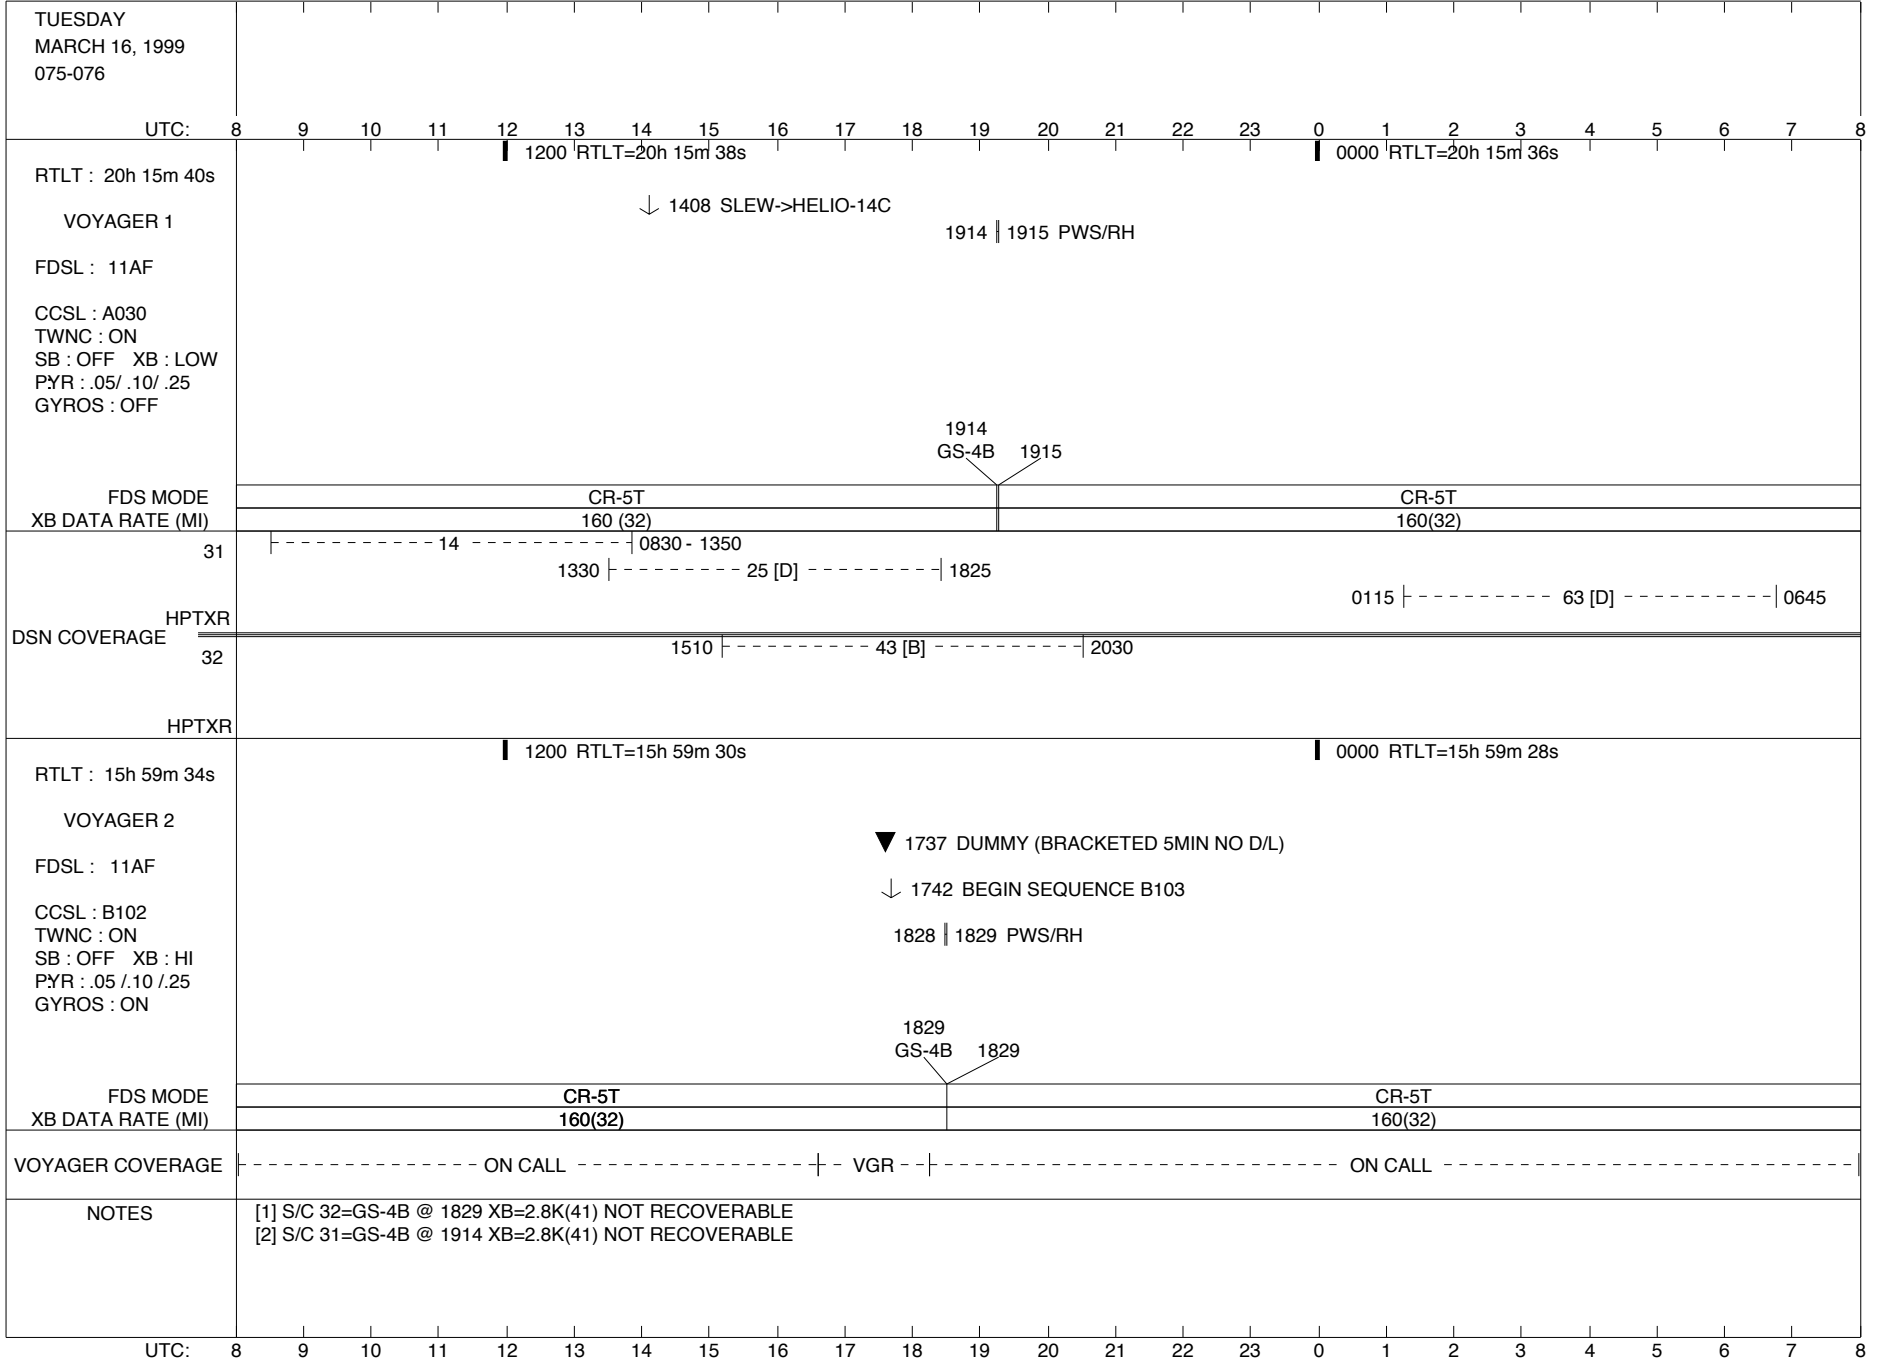 TUESDAY
MARCH 16, 1999
075-076
UTC: 8 9 10 11 12 13 14 15 16 17 18 19 20 21 22 23 0 1 2 3 4 5 6 7 8
1200 RTLT=20h 15m 38s 0000 RTLT=20h 15m 36s
RTLT : 20h 15m 40s
1408 SLEW->HELIO-14C
VOYAGER 1
1914 1915 PWS/RH
FDSL : 11AF
CCSL : A030
TWNC : ON
SB : OFF XB : LOW
P:YR : .05/ .10/ .25
GYROS : OFF
1914
GS-4B 1915
FDS MODE CR-5T CR-5T
XB DATA RATE (MI) 160 (32) 160(32)
31 14 0830 - 1350
1330 25 [D] 1825
0115 63 [D] 0645
HPTXR
DSN COVERAGE
32 1510 43 [B] 2030
HPTXR
1200 RTLT=15h 59m 30s 0000 RTLT=15h 59m 28s
RTLT : 15h 59m 34s
VOYAGER 2
1737 DUMMY (BRACKETED 5MIN NO D/L)
FDSL : 11AF
1742 BEGIN SEQUENCE B103
CCSL : B102
TWNC : ON
1828 1829 PWS/RH
SB : OFF XB : HI
P:YR : .05 /.10 /.25
GYROS : ON
1829
GS-4B 1829
FDS MODE CR-5T CR-5T
XB DATA RATE (MI) 160(32) 160(32)
VOYAGER COVERAGE ON CALL VGR ON CALL
NOTES
[1] S/C 32=GS-4B @ 1829 XB=2.8K(41) NOT RECOVERABLE
[2] S/C 31=GS-4B @ 1914 XB=2.8K(41) NOT RECOVERABLE
UTC: 8 9 10 11 12 13 14 15 16 17 18 19 20 21 22 23 0 1 2 3 4 5 6 7 8